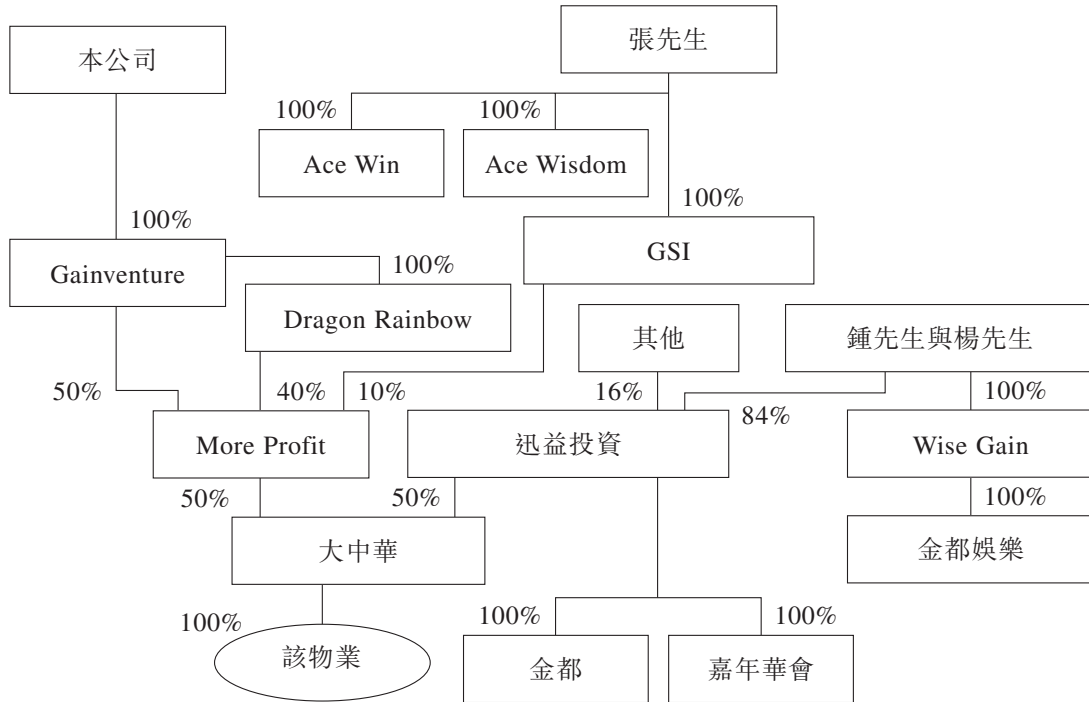 本公司
張先生
100%
100%
Ace Win
Ace Wisdom
100%
100%
Gainventure
GSI
100%
Dragon Rainbow
其他
鍾先生與楊先生
50%
40%
10%
16%
84%
100%
More Profit
迅益投資
Wise Gain
50%
50%
100%
大中華
金都娛樂
100%
100%
100%
該物業
金都
嘉年華會